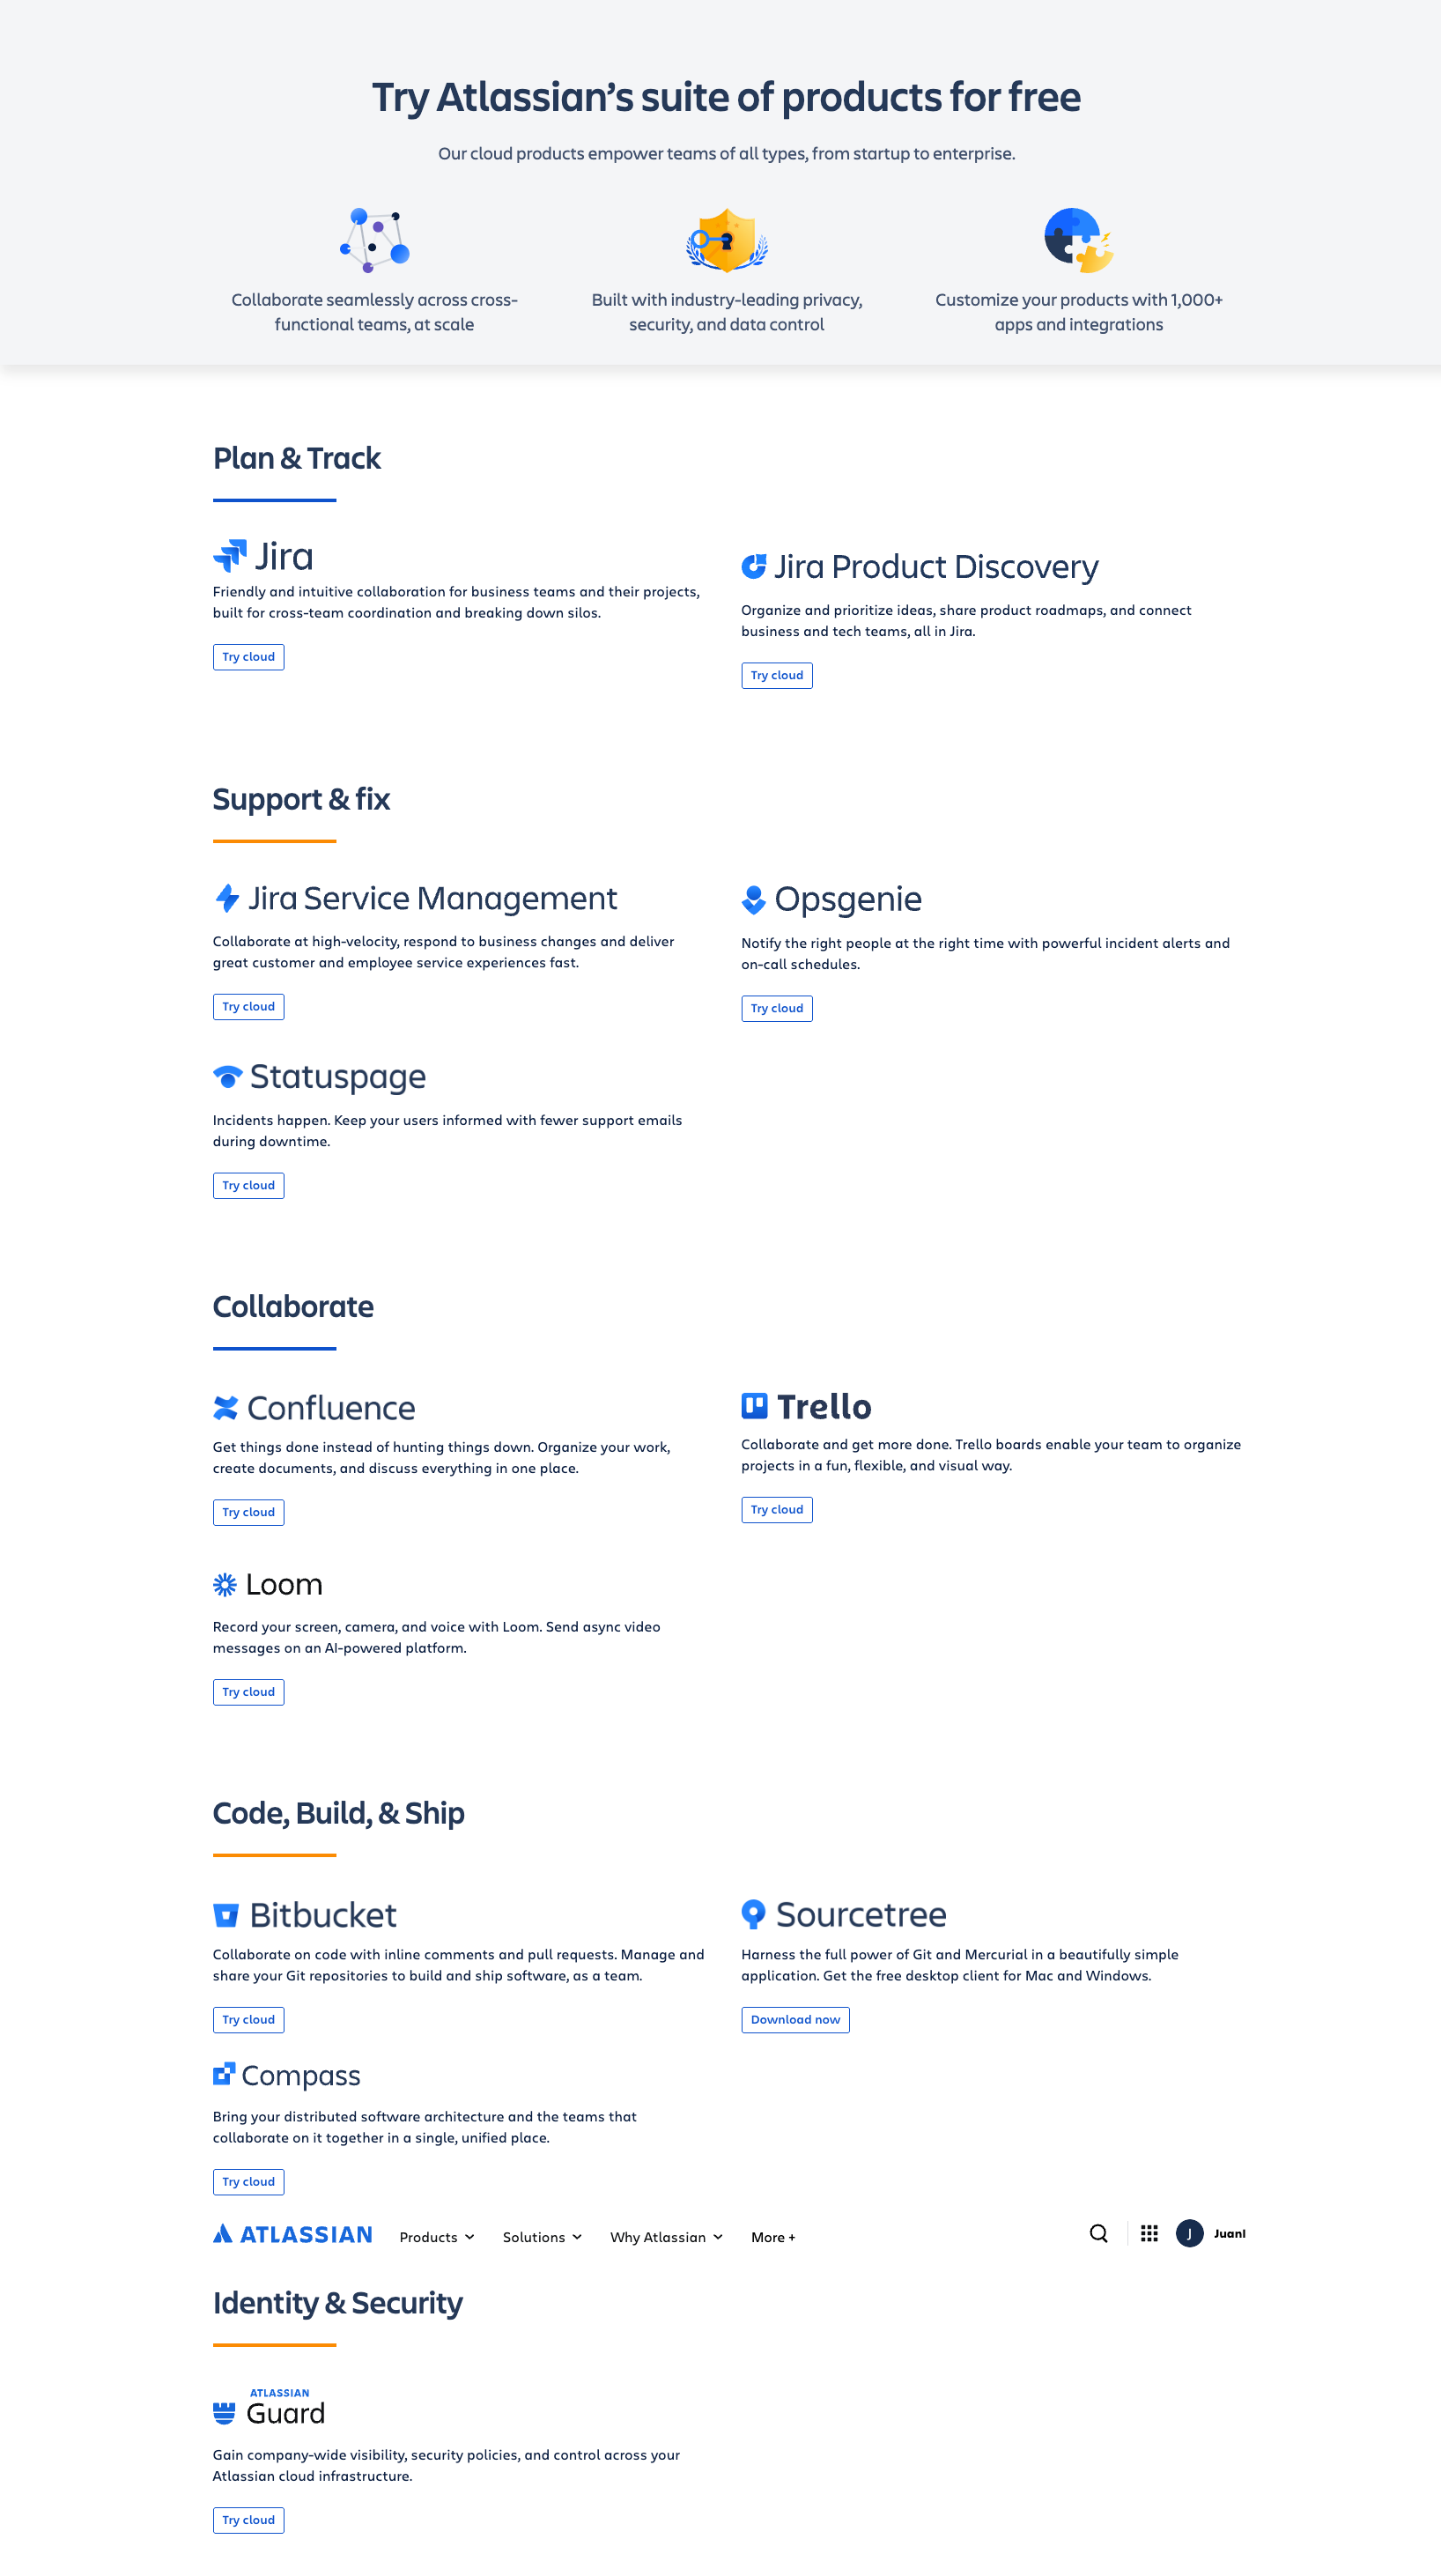 Try Atlassian’s suite of products for free
Our cloud products empower teams of all types, from startup to enterprise.
Collaborate seamlessly across cross-
functional teams, at scale
Built with industry-leading privacy,
security, and data control
Customize your products with 1,000+
apps and integrations
Plan & Track
Jira
Friendly and intuitive collaboration for business teams and their projects,
built for cross-team coordination and breaking down silos.
Try cloud
Jira Product Discovery
Organize and prioritize ideas, share product roadmaps, and connect
business and tech teams, all in Jira.
Try cloud
Support & fix
Jira Service Management
Collaborate at high-velocity, respond to business changes and deliver
great customer and employee service experiences fast.
Try cloud
Opsgenie
Notify the right people at the right time with powerful incident alerts and
on-call schedules.
Try cloud
Statuspage
Incidents happen. Keep your users informed with fewer support emails
during downtime.
Try cloud
Collaborate
Confluence
Get things done instead of hunting things down. Organize your work,
create documents, and discuss everything in one place.
Try cloud
Trello
Collaborate and get more done. Trello boards enable your team to organize
projects in a fun, flexible, and visual way.
Try cloud
Loom
Record your screen, camera, and voice with Loom. Send async video
messages on an AI-powered platform.
Try cloud
Code, Build, & Ship
Bitbucket
Collaborate on code with inline comments and pull requests. Manage and
share your Git repositories to build and ship software, as a team.
Try cloud
Sourcetree
Harness the full power of Git and Mercurial in a beautifully simple
application. Get the free desktop client for Mac and Windows.
Download now
Compass
Bring your distributed software architecture and the teams that
collaborate on it together in a single, unified place.
Try cloud
ATLASSIAN Products Solutions Why Atlassian More + J JuanI
Identity & Security
ATLASSIAN
Guard
Gain company-wide visibility, security policies, and control across your
Atlassian cloud infrastructure.
Try cloud